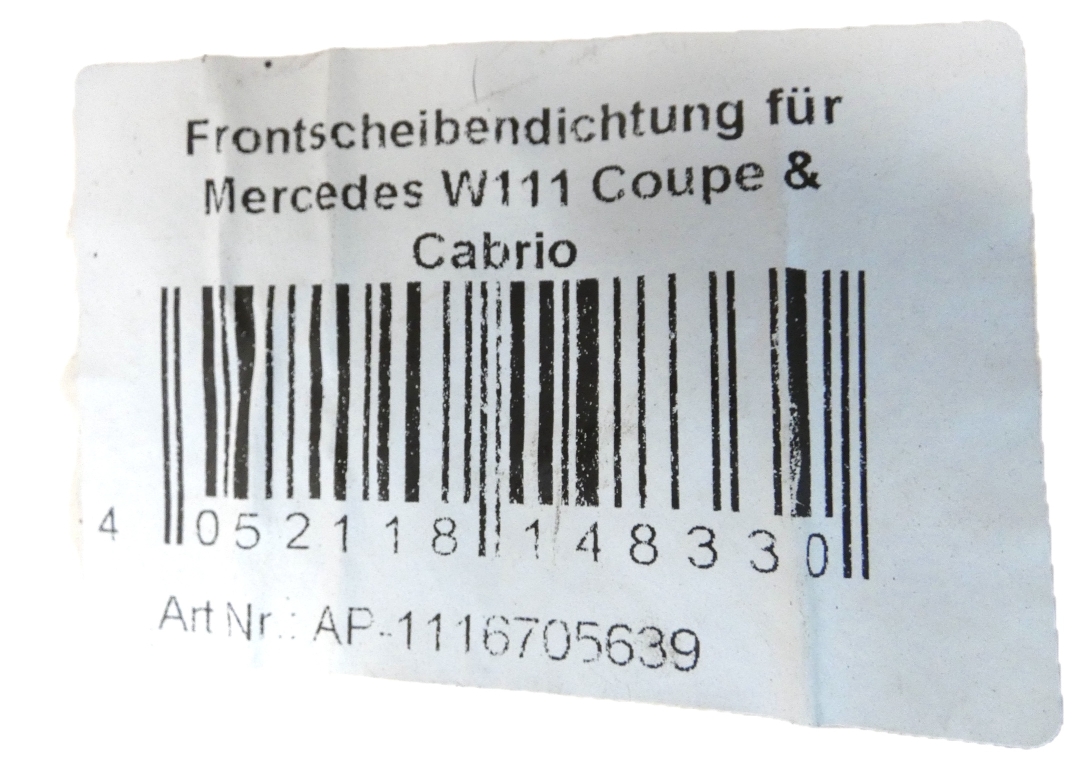 Frontscheibendichtung für
Mercedes W111 Coupe &
Cabrio
4 052118 148330
Art Nr.: AP-1116705639